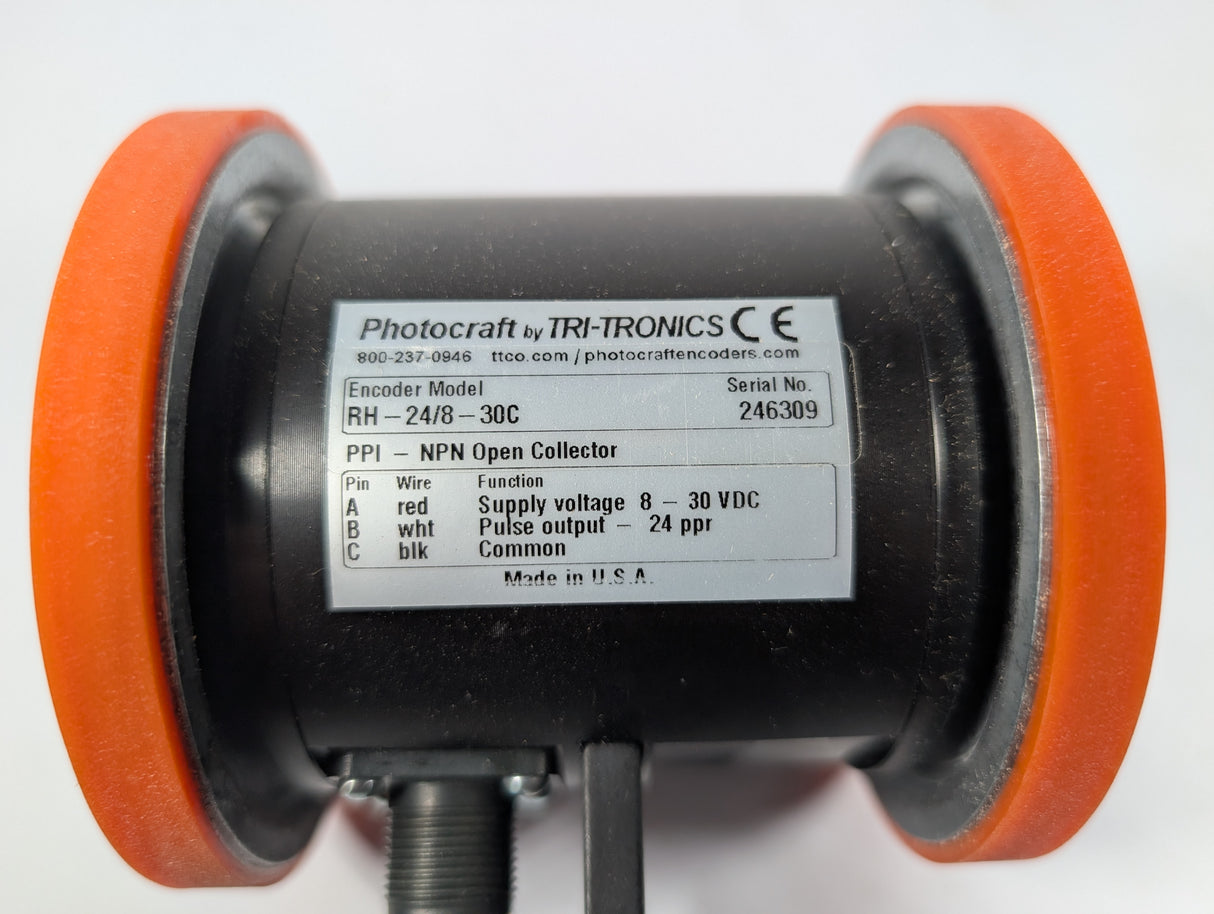 Photocraft by TRI-TRONICS CE
800-237-0946 ttco.com / photocraftencoders.com
Encoder Model Serial No.
RH – 24/8 – 30C 246309
PPI – NPN Open Collector
Pin Wire Function
A red Supply voltage 8 – 30 VDC
B wht Pulse output – 24 ppr
C blk Common
Made in U.S.A.